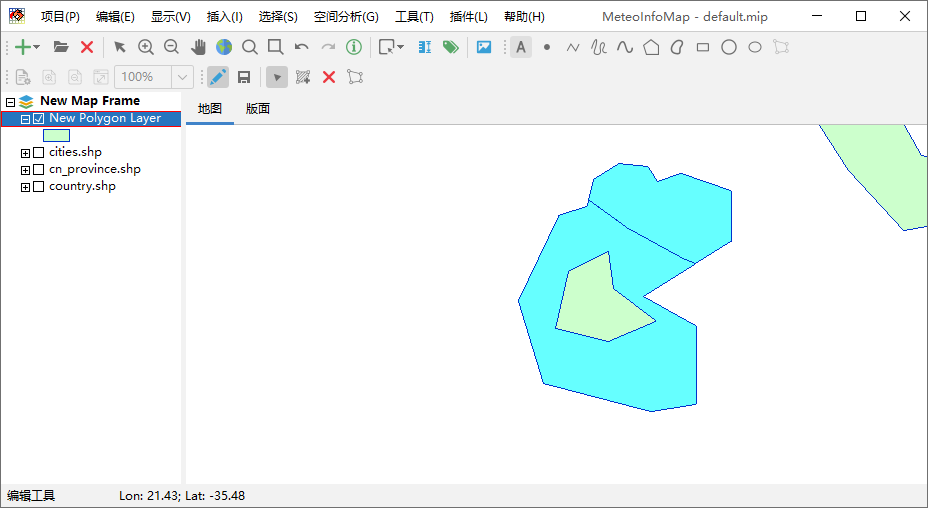 MeteoInfoMap - default.mip
项目(P) 编辑(E) 显示(V) 插入(I) 选择(S) 空间分析(G) 工具(T) 插件(L) 帮助(H)
A
100%
New Map Frame
New Polygon Layer
cities.shp
cn_province.shp
country.shp
地图 版面
编辑工具 Lon: 21.43; Lat: -35.48